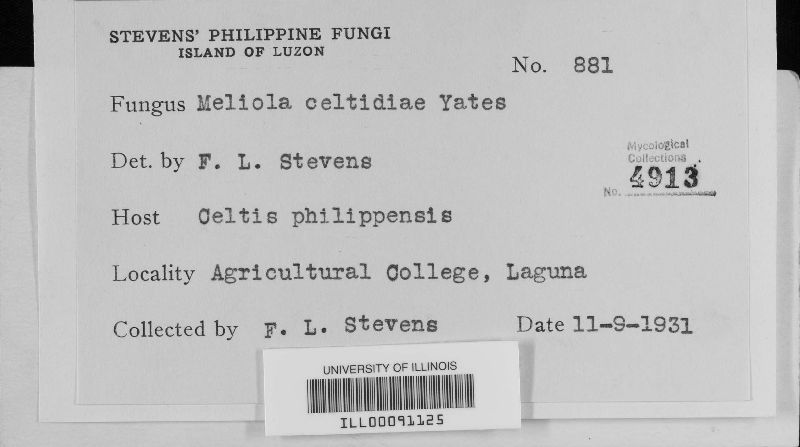 STEVENS' PHILIPPINE FUNGI
ISLAND OF LUZON
No. 881
Fungus Meliola celtidiae Yates
Det. by F. L. Stevens
Mycological
Collections
No. 4913
Host Celtis philippensis
Locality Agricultural College, Laguna
Collected by F. L. Stevens Date 11-9-1931
UNIVERSITY OF ILLINOIS
ILL00091125